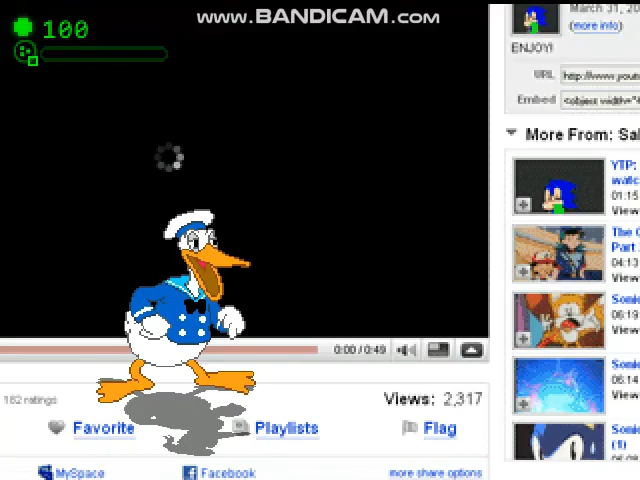 www.BANDICAM.com
100
March 31, 20
(more info)
ENJOY!
URL http://www.yout
Embed <object width="4
More From: Sal
YTP:
01:15
View
The
Part
04:13
View
Sonic
06:19
View
Sonic
06:14
View
Sonic
(1)
0:00 / 0:49
162 ratings
Views: 2,317
Favorite
Playlists
Flag
MySpace
Facebook
more share options